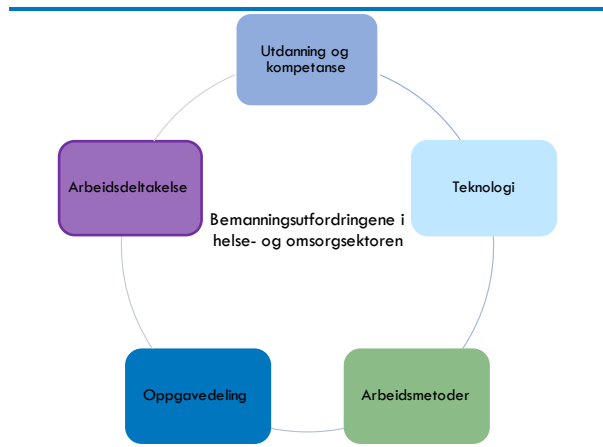 Utdanning og
kompetanse
Arbeidsdeltakelse
Teknologi
Bemanningsutfordringene i
helse- og omsorgsektoren
Oppgavedeling
Arbeidsmetoder